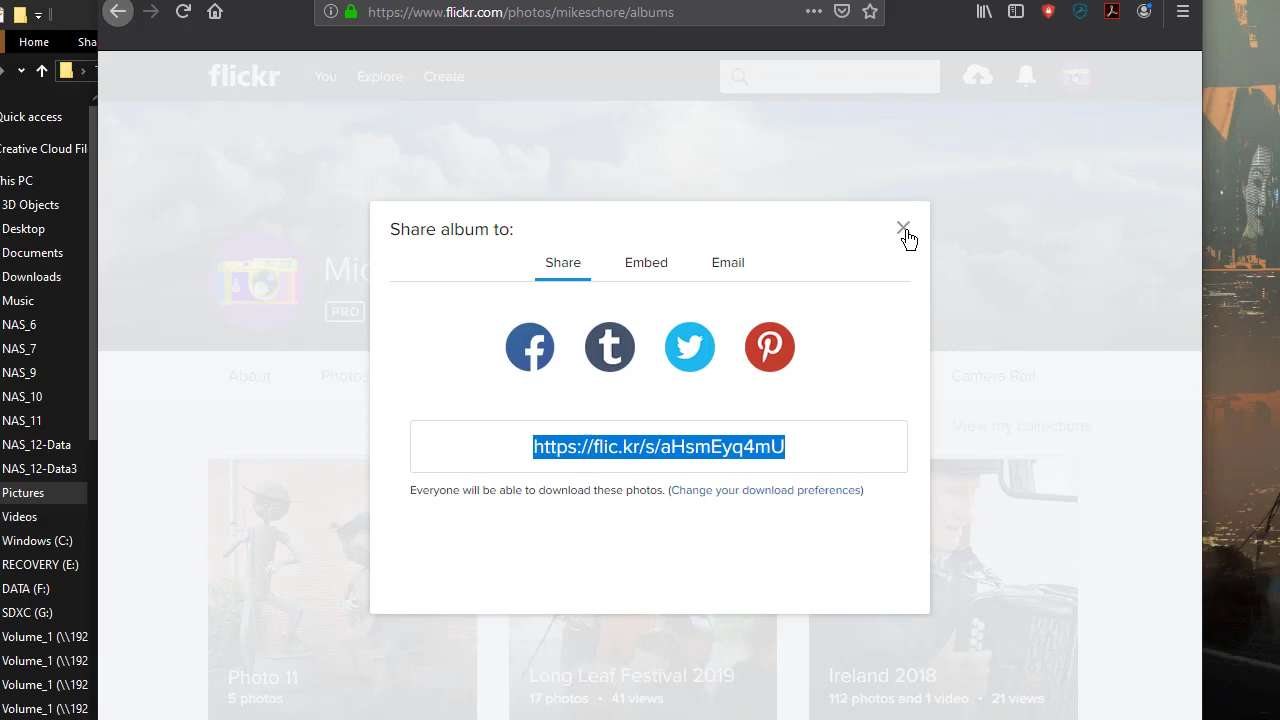 https://www.flickr.com/photos/mikeschore/albums
Home
Sha
Quick access
Creative Cloud Fil
This PC
3D Objects
Desktop
Documents
Downloads
Music
NAS_6
NAS_7
NAS_9
NAS_10
NAS_11
NAS_12-Data
NAS_12-Data3
Pictures
Videos
Windows (C:)
RECOVERY (E:)
DATA (F:)
SDXC (G:)
Volume_1 (\\192
Volume_1 (\\192
Volume_1 (\\192
Volume_1 (\\192
flickr
You Explore Create
Mic
PRO
About Photos Camera Roll
View my collections
Share album to:
Share Embed Email
https://flic.kr/s/aHsmEyq4mU
Everyone will be able to download these photos. (Change your download preferences)
Photo 11
5 photos
Long Leaf Festival 2019
17 photos • 41 views
Ireland 2018
112 photos and 1 video • 21 views